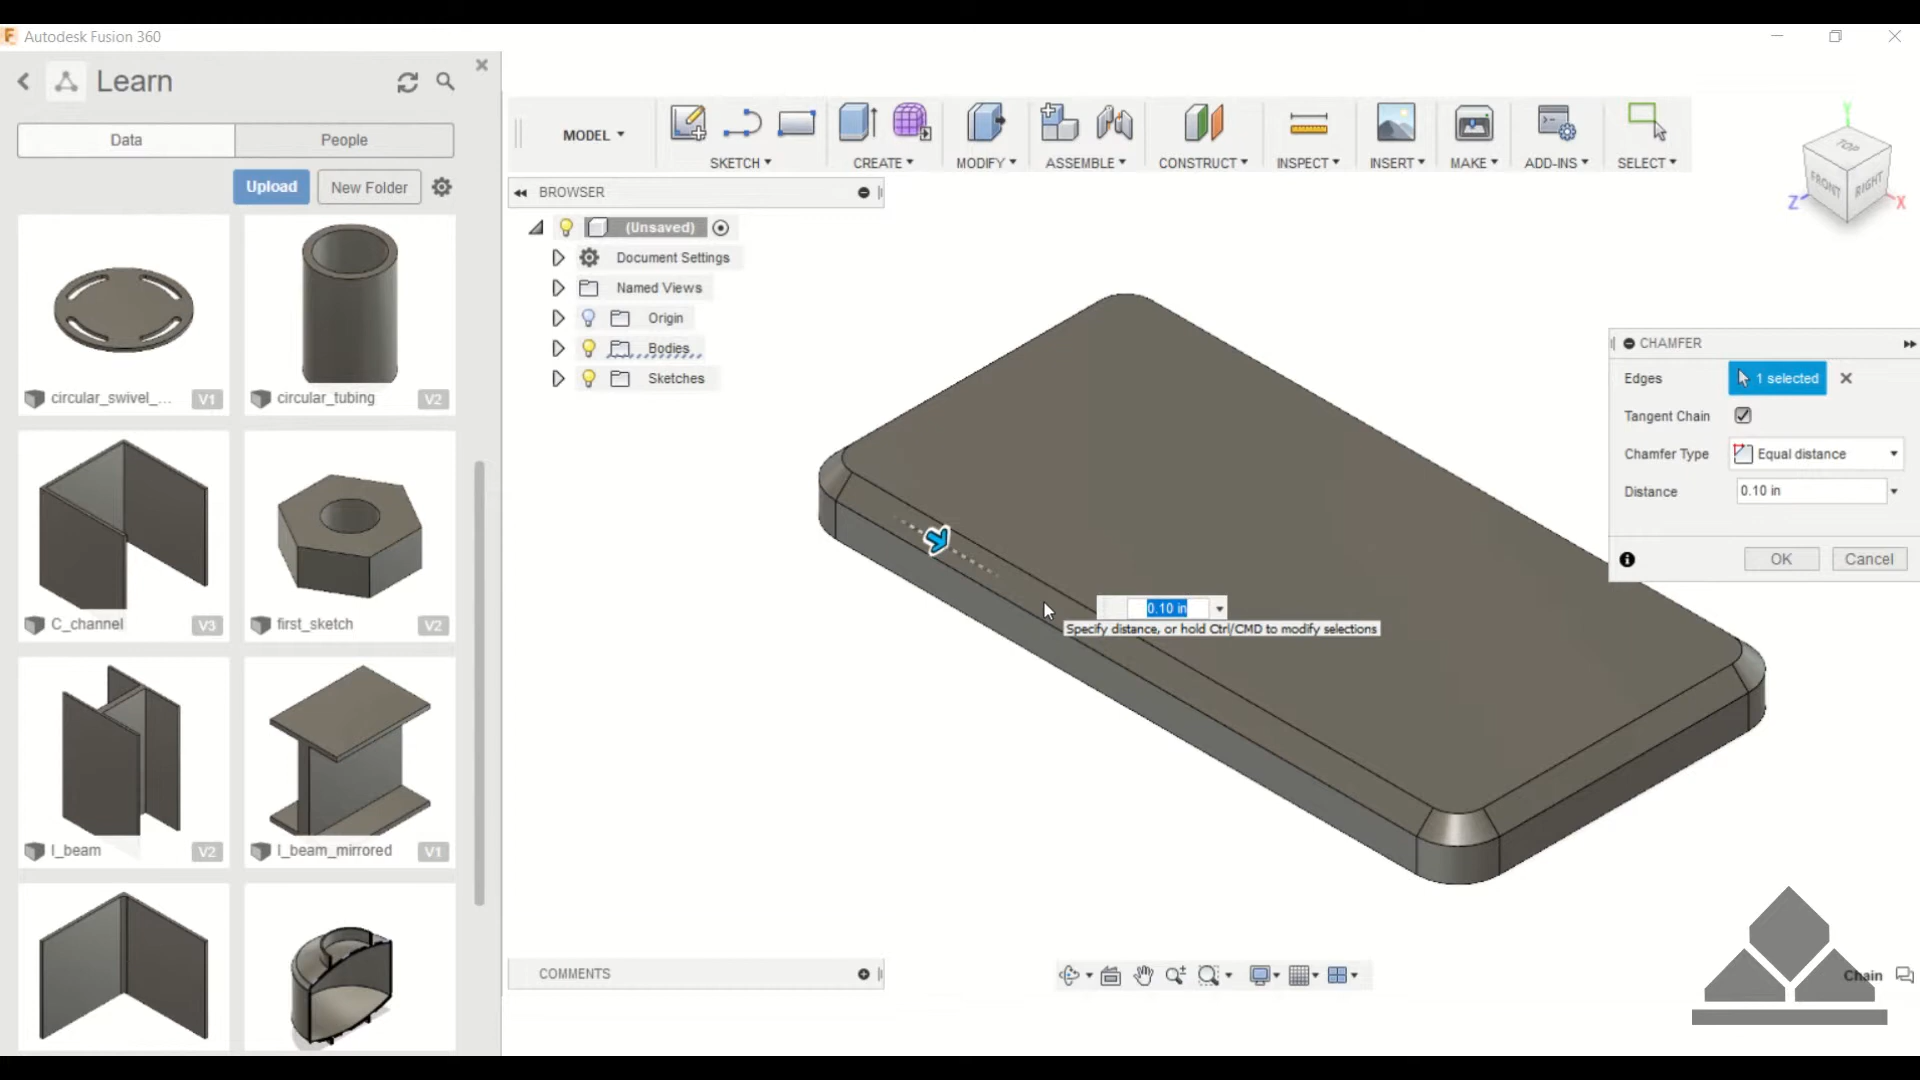 Autodesk Fusion 360
Learn
Data
People
Upload
New Folder
circular_swivel_...
V1
circular_tubing
V2
C_channel
V3
first_sketch
V2
I_beam
V2
I_beam_mirrored
V1
MODEL
SKETCH
CREATE
MODIFY
ASSEMBLE
CONSTRUCT
INSPECT
INSERT
MAKE
ADD-INS
SELECT
BROWSER
(Unsaved)
Document Settings
Named Views
Origin
Bodies
Sketches
Y
TOP
FRONT
RIGHT
Z
X
CHAMFER
Edges
1 selected
Tangent Chain
Chamfer Type
Equal distance
Distance
0.10 in
OK
Cancel
0.10 in
Specify distance, or hold Ctrl/CMD to modify selections
COMMENTS
Chain